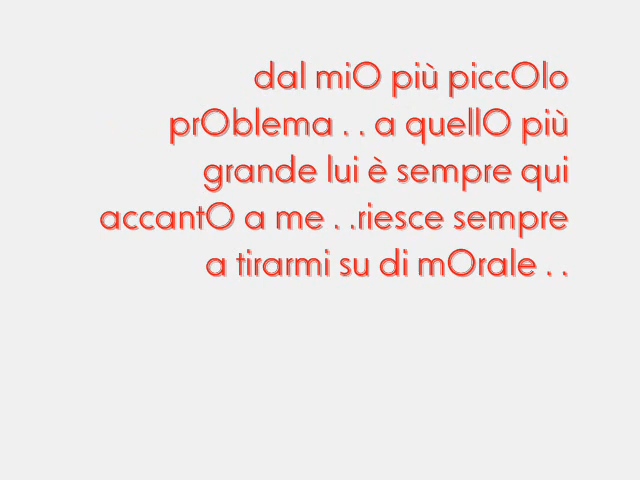 dal miO più piccOlo
prOblema . . a quellO più
grande lui è sempre qui
accantO a me . .riesce sempre
a tirarmi su di mOrale . .